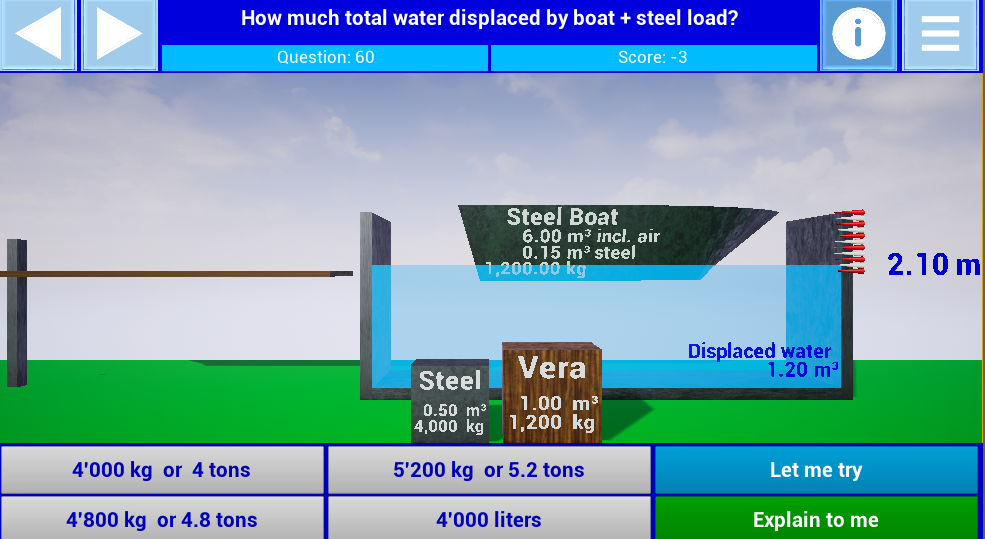 How much total water displaced by boat + steel load?
Question: 60
Score: -3
Steel Boat
6.00 m³ incl. air
0.15 m³ steel
1,200.00 kg
2.10 m
Displaced water
1.20 m³
Steel
0.50 m³
4,000 kg
Vera
1.00 m³
1,200 kg
4'000 kg or 4 tons
5'200 kg or 5.2 tons
Let me try
4'800 kg or 4.8 tons
4'000 liters
Explain to me